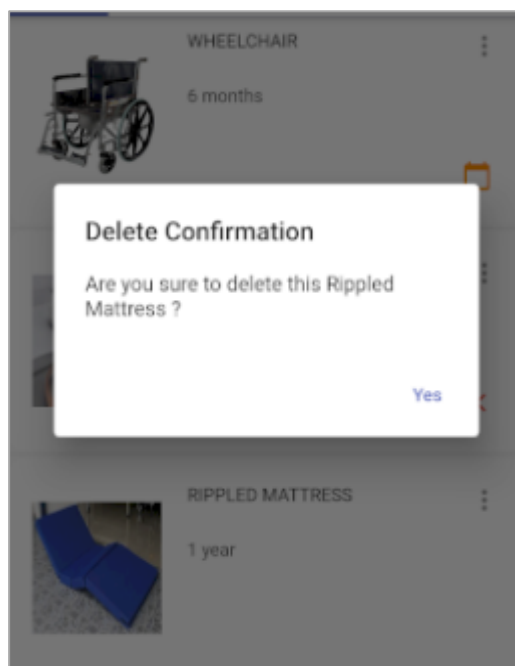 WHEELCHAIR
6 months
Delete Confirmation
Are you sure to delete this Rippled
Mattress ?
Yes
RIPPLED MATTRESS
1 year